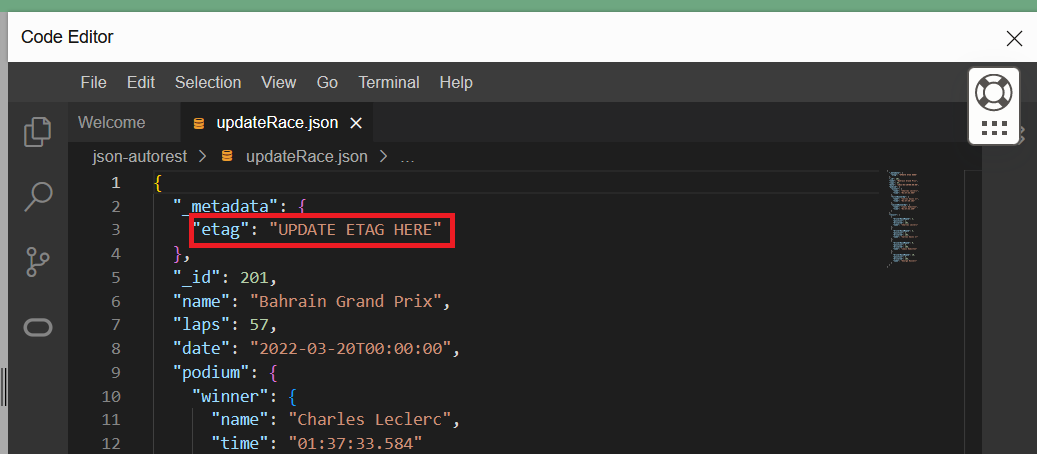 Code Editor
File Edit Selection View Go Terminal Help
Welcome updateRace.json
json-autorest > updateRace.json > ...
1 {
2 "_metadata": {
3 "etag": "UPDATE ETAG HERE"
4 },
5 "_id": 201,
6 "name": "Bahrain Grand Prix",
7 "laps": 57,
8 "date": "2022-03-20T00:00:00",
9 "podium": {
10 "winner": {
11 "name": "Charles Leclerc",
12 "time": "01:37:33.584"